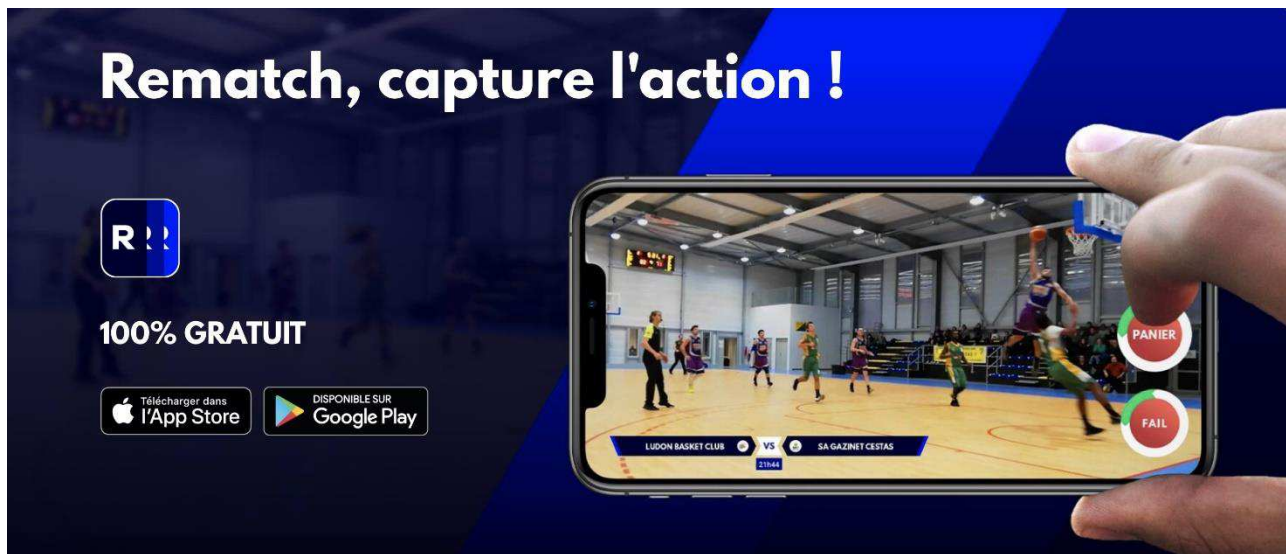 Rematch, capture l'action !
R
100% GRATUIT
Télécharger dans
l'App Store
DISPONIBLE SUR
Google Play
PANIER
FAIL
LUDON BASKET CLUB VS SA GAZINET CESTAS
21h44